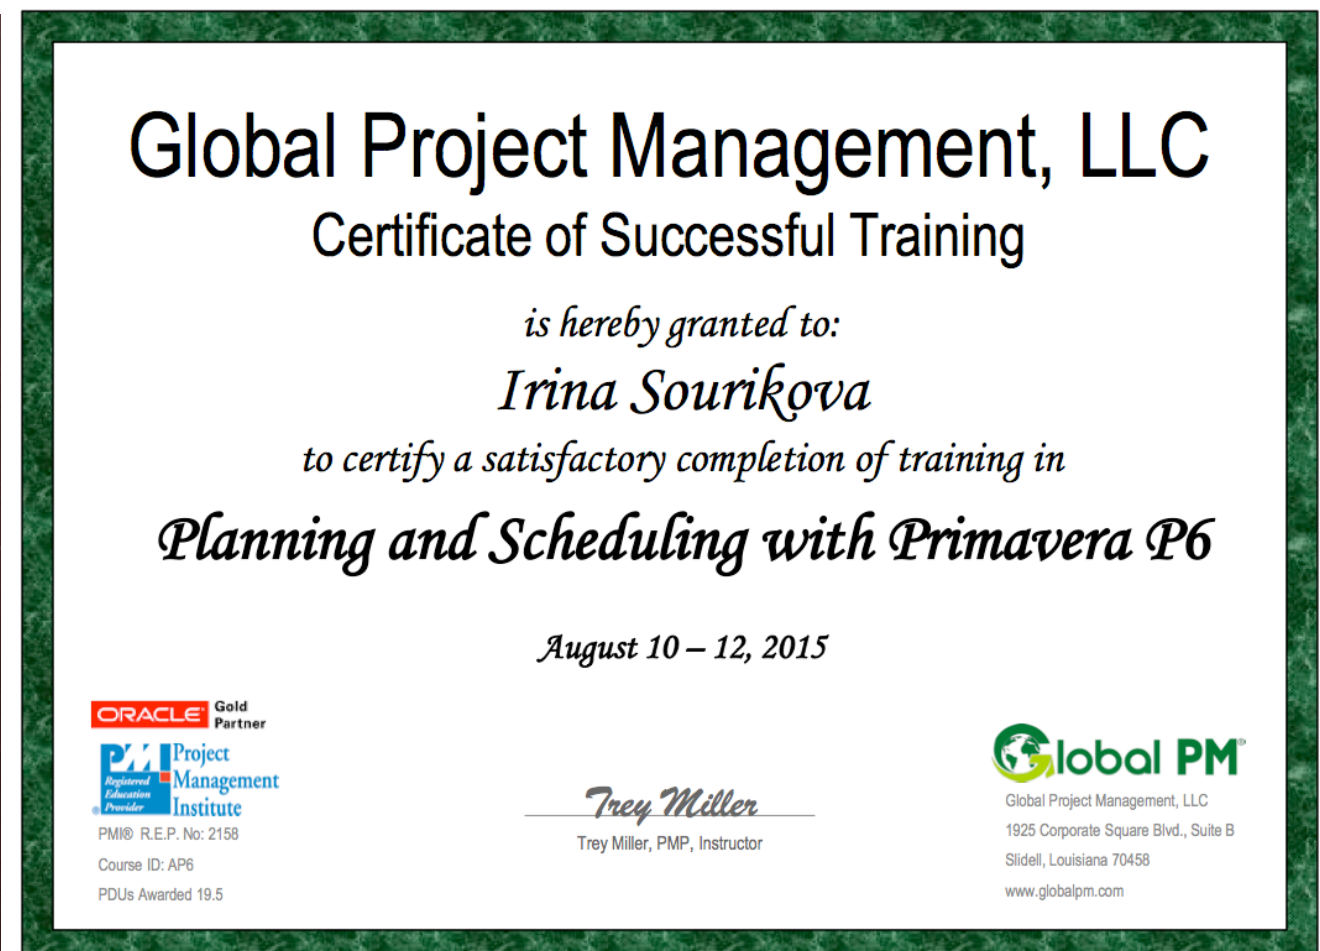 Global Project Management, LLC
Certificate of Successful Training
is hereby granted to:
Irina Sourikova
to certify a satisfactory completion of training in
Planning and Scheduling with Primavera P6
August 10 – 12, 2015
ORACLE® Gold
Partner
PMI Project
Registered Management
Education Institute
® Provider
PMI® R.E.P. No: 2158
Course ID: AP6
PDUs Awarded 19.5
Trey Miller
Trey Miller, PMP, Instructor
Global PM®
Global Project Management, LLC
1925 Corporate Square Blvd., Suite B
Slidell, Louisiana 70458
www.globalpm.com